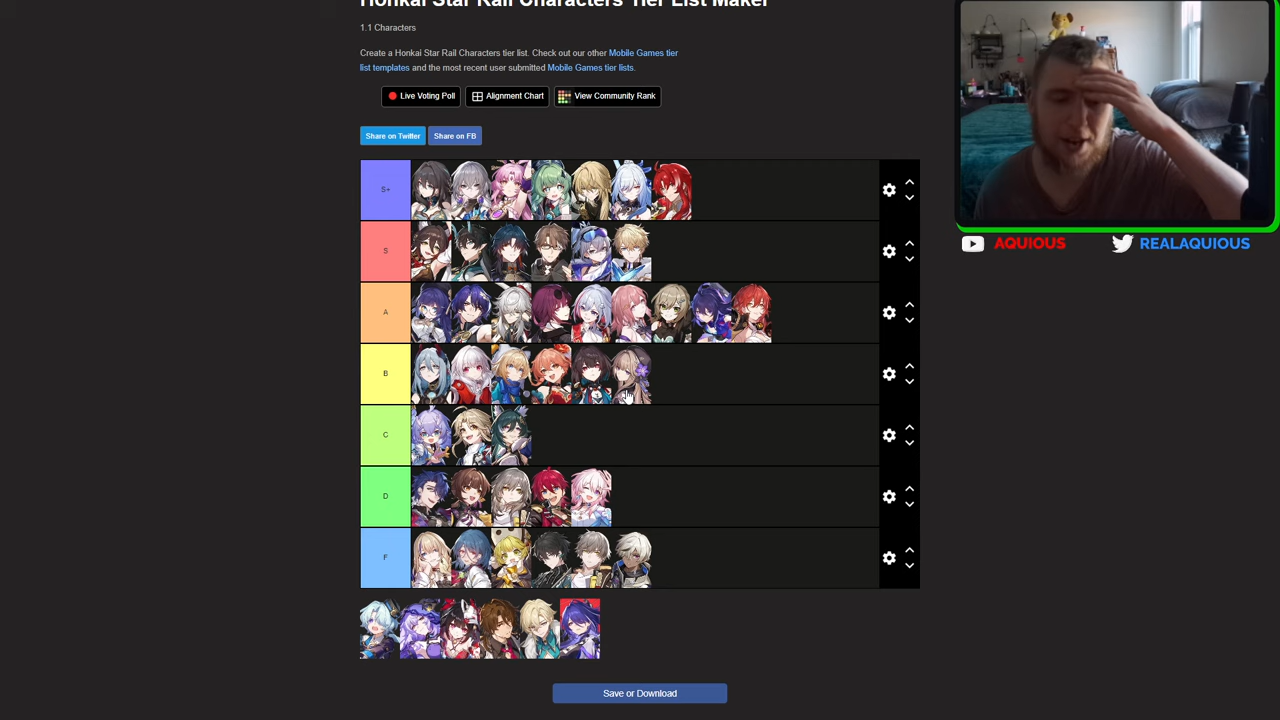 Honkai Star Rail Characters Tier List Maker
1.1 Characters
Create a Honkai Star Rail Characters tier list. Check out our other Mobile Games tier
list templates and the most recent user submitted Mobile Games tier lists.
Live Voting Poll
Alignment Chart
View Community Rank
Share on Twitter
Share on FB
S+
S
A
B
C
D
F
Save or Download
AQUIOUS
REALAQUIOUS